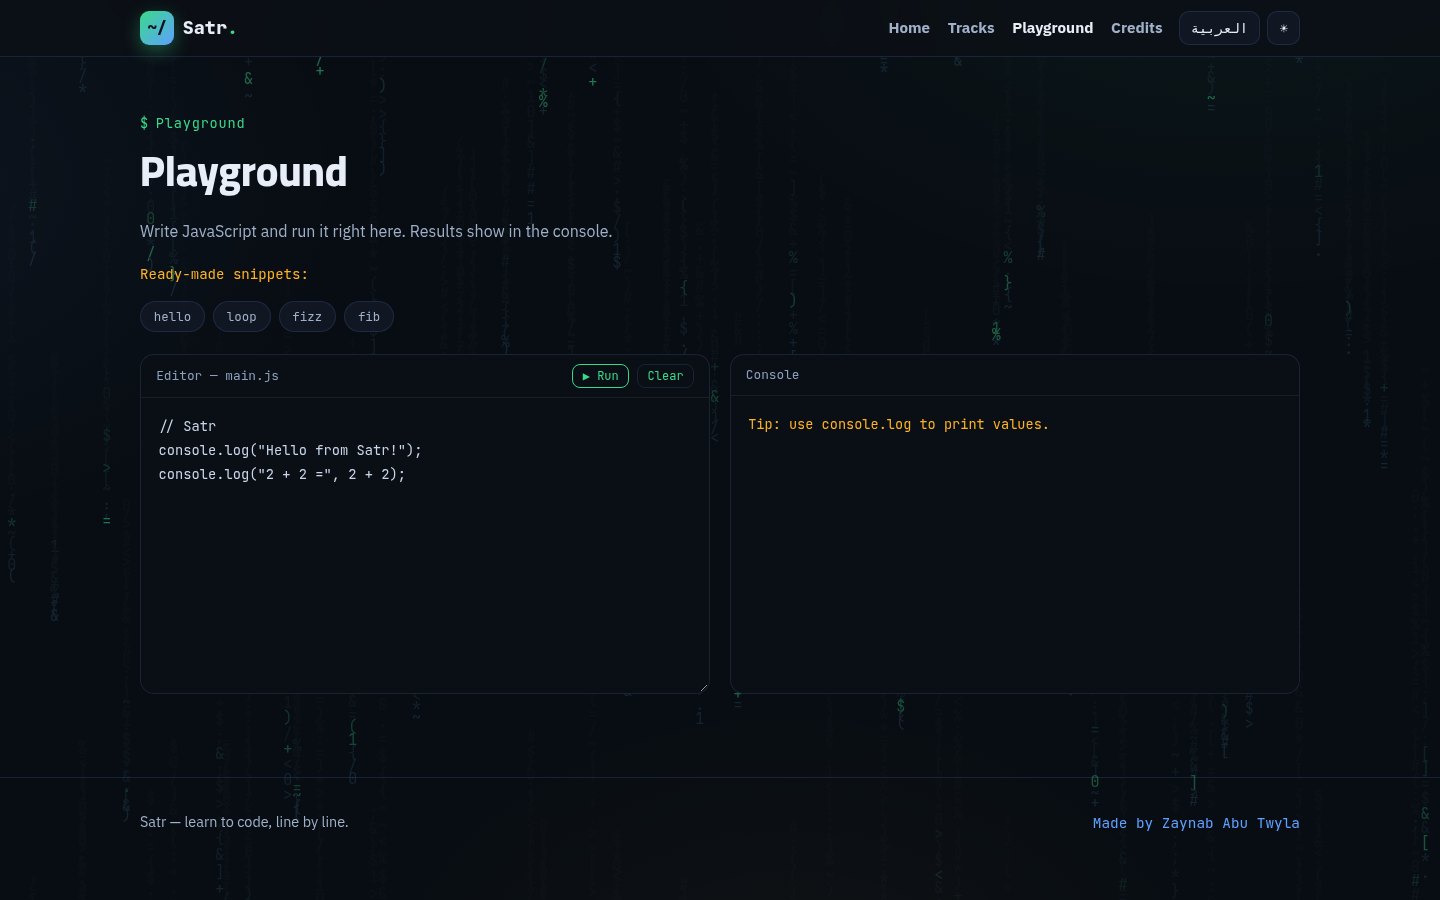 ~/ Satr.
Home Tracks Playground Credits العربية ☀
$ Playground
Playground
Write JavaScript and run it right here. Results show in the console.
Ready-made snippets:
hello loop fizz fib
Editor — main.js ▶ Run Clear
// Satr
console.log("Hello from Satr!");
console.log("2 + 2 =", 2 + 2);
Console
Tip: use console.log to print values.
Satr — learn to code, line by line.
Made by Zaynab Abu Twyla